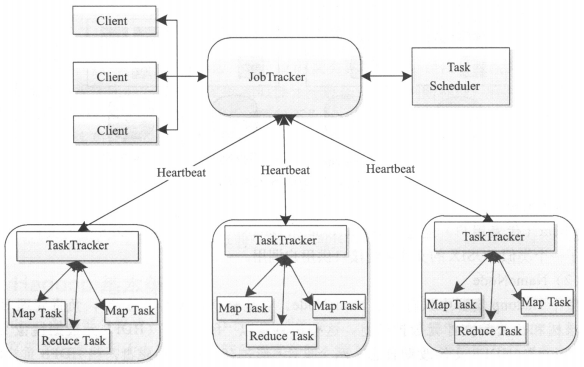 Client
Client
Client
JobTracker
Task
Scheduler
Heartbeat
Heartbeat
Heartbeat
TaskTracker
Map Task
Map Task
Reduce Task
TaskTracker
Map Task
Map Task
Reduce Task
TaskTracker
Map Task
Map Task
Reduce Task